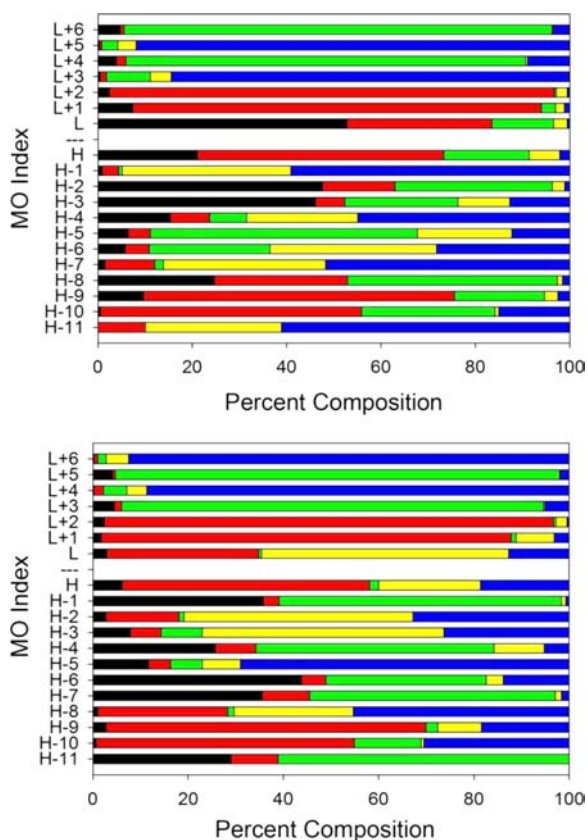 MO Index
L+6
L+5
L+4
L+3
L+2
L+1
L
---
H
H-1
H-2
H-3
H-4
H-5
H-6
H-7
H-8
H-9
H-10
H-11
0 20 40 60 80 100
Percent Composition
MO Index
L+6
L+5
L+4
L+3
L+2
L+1
L
---
H
H-1
H-2
H-3
H-4
H-5
H-6
H-7
H-8
H-9
H-10
H-11
0 20 40 60 80 100
Percent Composition